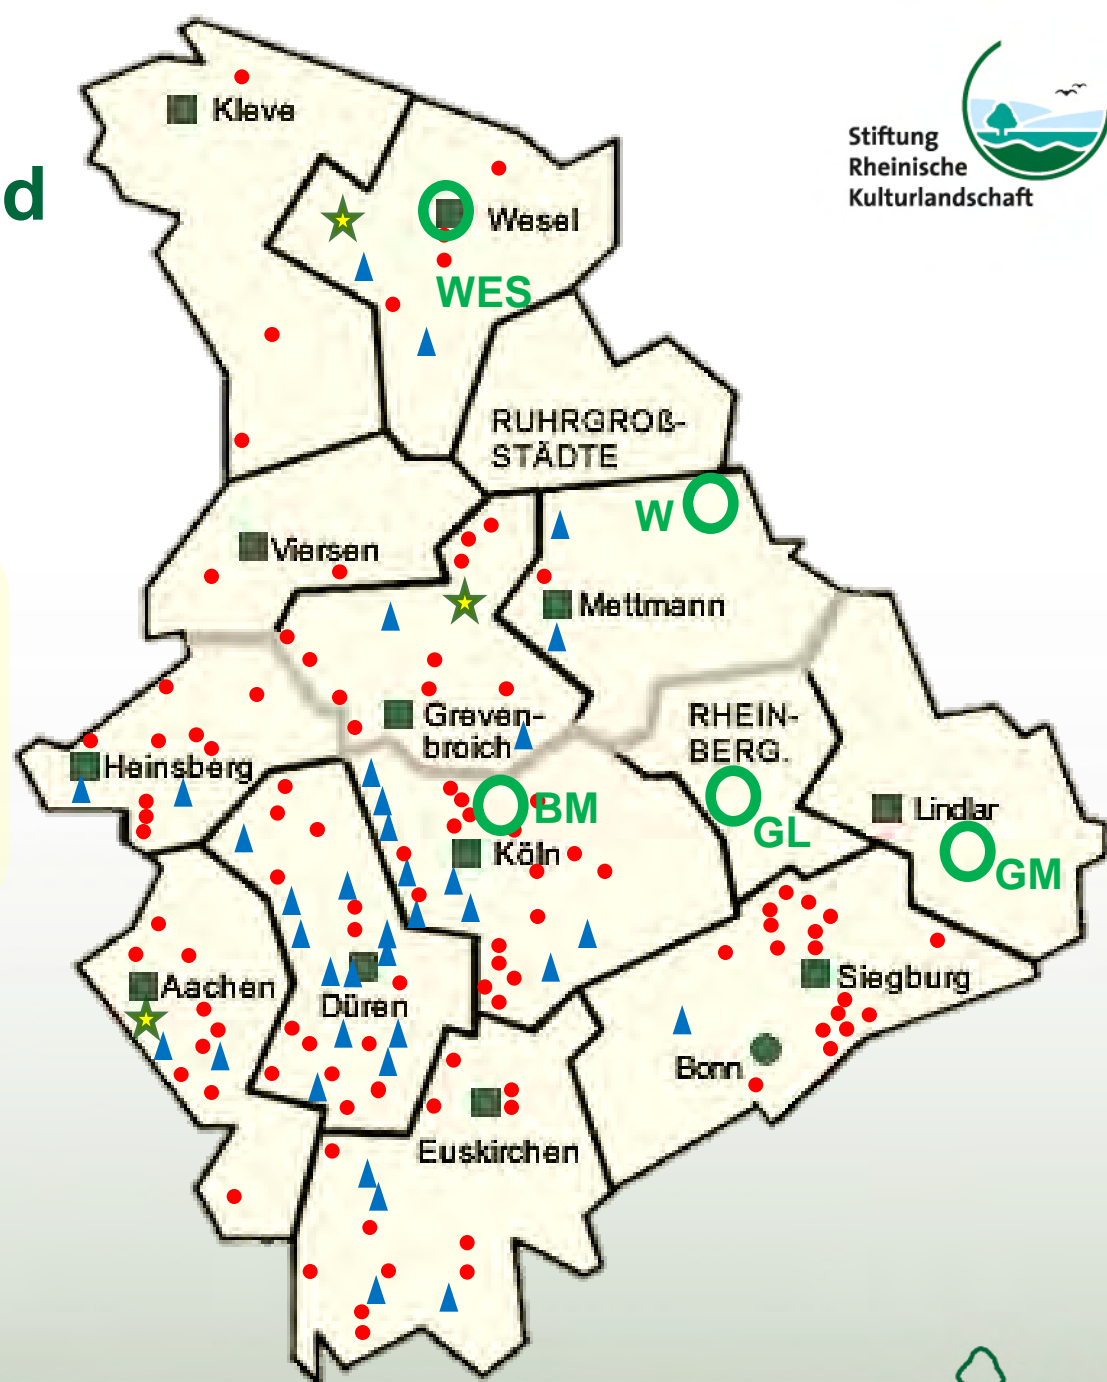 Kleve
Stiftung
Rheinische
Kulturlandschaft
d
Wesel
WES
RUHRGROß-
STÄDTE
W
Viersen
Mettmann
Greven-
broich
RHEIN-
BERG.
Heinsberg
BM
GL
Lindlar
Köln
GM
Aachen
Düren
Siegburg
Bonn
Euskirchen